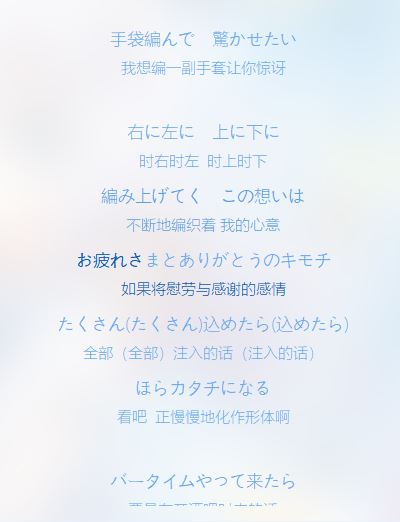 手袋編んで　驚かせたい
我想编一副手套让你惊讶
右に左に　上に下に
时右时左 时上时下
編み上げてく　この想いは
不断地编织着 我的心意
お疲れさまとありがとうのキモチ
如果将慰劳与感谢的感情
たくさん(たくさん)込めたら(込めたら)
全部（全部）注入的话（注入的话）
ほらカタチになる
看吧 正慢慢地化作形体啊
バータイムやって来たら